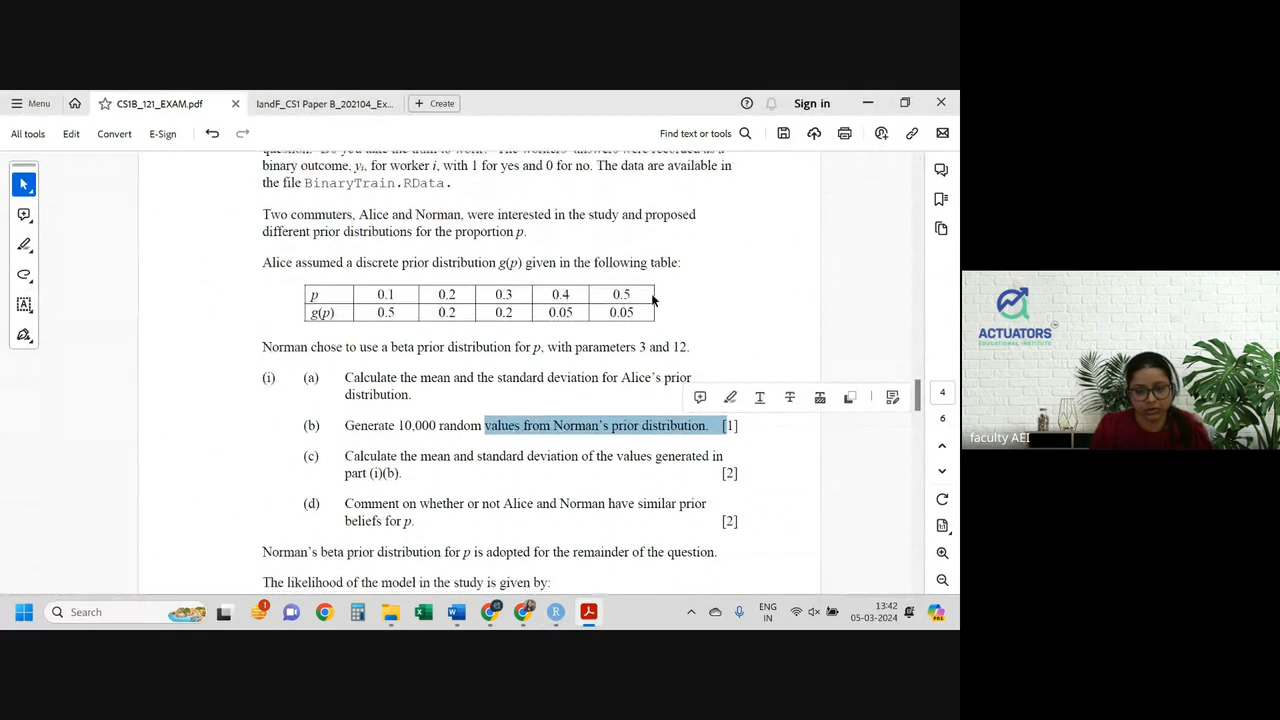 Menu
CS1B_121_EXAM.pdf
IandF_CS1 Paper B_202104_Ex...
Create
Sign in
All tools
Edit
Convert
E-Sign
Find text or tools
binary outcome, yᵢ, for worker i, with 1 for yes and 0 for no. The data are available in
the file BinaryTrain.RData.
Two commuters, Alice and Norman, were interested in the study and proposed
different prior distributions for the proportion p.
Alice assumed a discrete prior distribution g(p) given in the following table:
p 0.1 0.2 0.3 0.4 0.5
g(p) 0.5 0.2 0.2 0.05 0.05
Norman chose to use a beta prior distribution for p, with parameters 3 and 12.
(i) (a) Calculate the mean and the standard deviation for Alice's prior
distribution.
(b) Generate 10,000 random values from Norman's prior distribution. [1]
(c) Calculate the mean and standard deviation of the values generated in
part (i)(b). [2]
(d) Comment on whether or not Alice and Norman have similar prior
beliefs for p. [2]
Norman's beta prior distribution for p is adopted for the remainder of the question.
The likelihood of the model in the study is given by:
4
6
Search
1
ENG
IN
13:42
05-03-2024
ACTUATORS
EDUCATIONAL INSTITUTE
faculty AEI